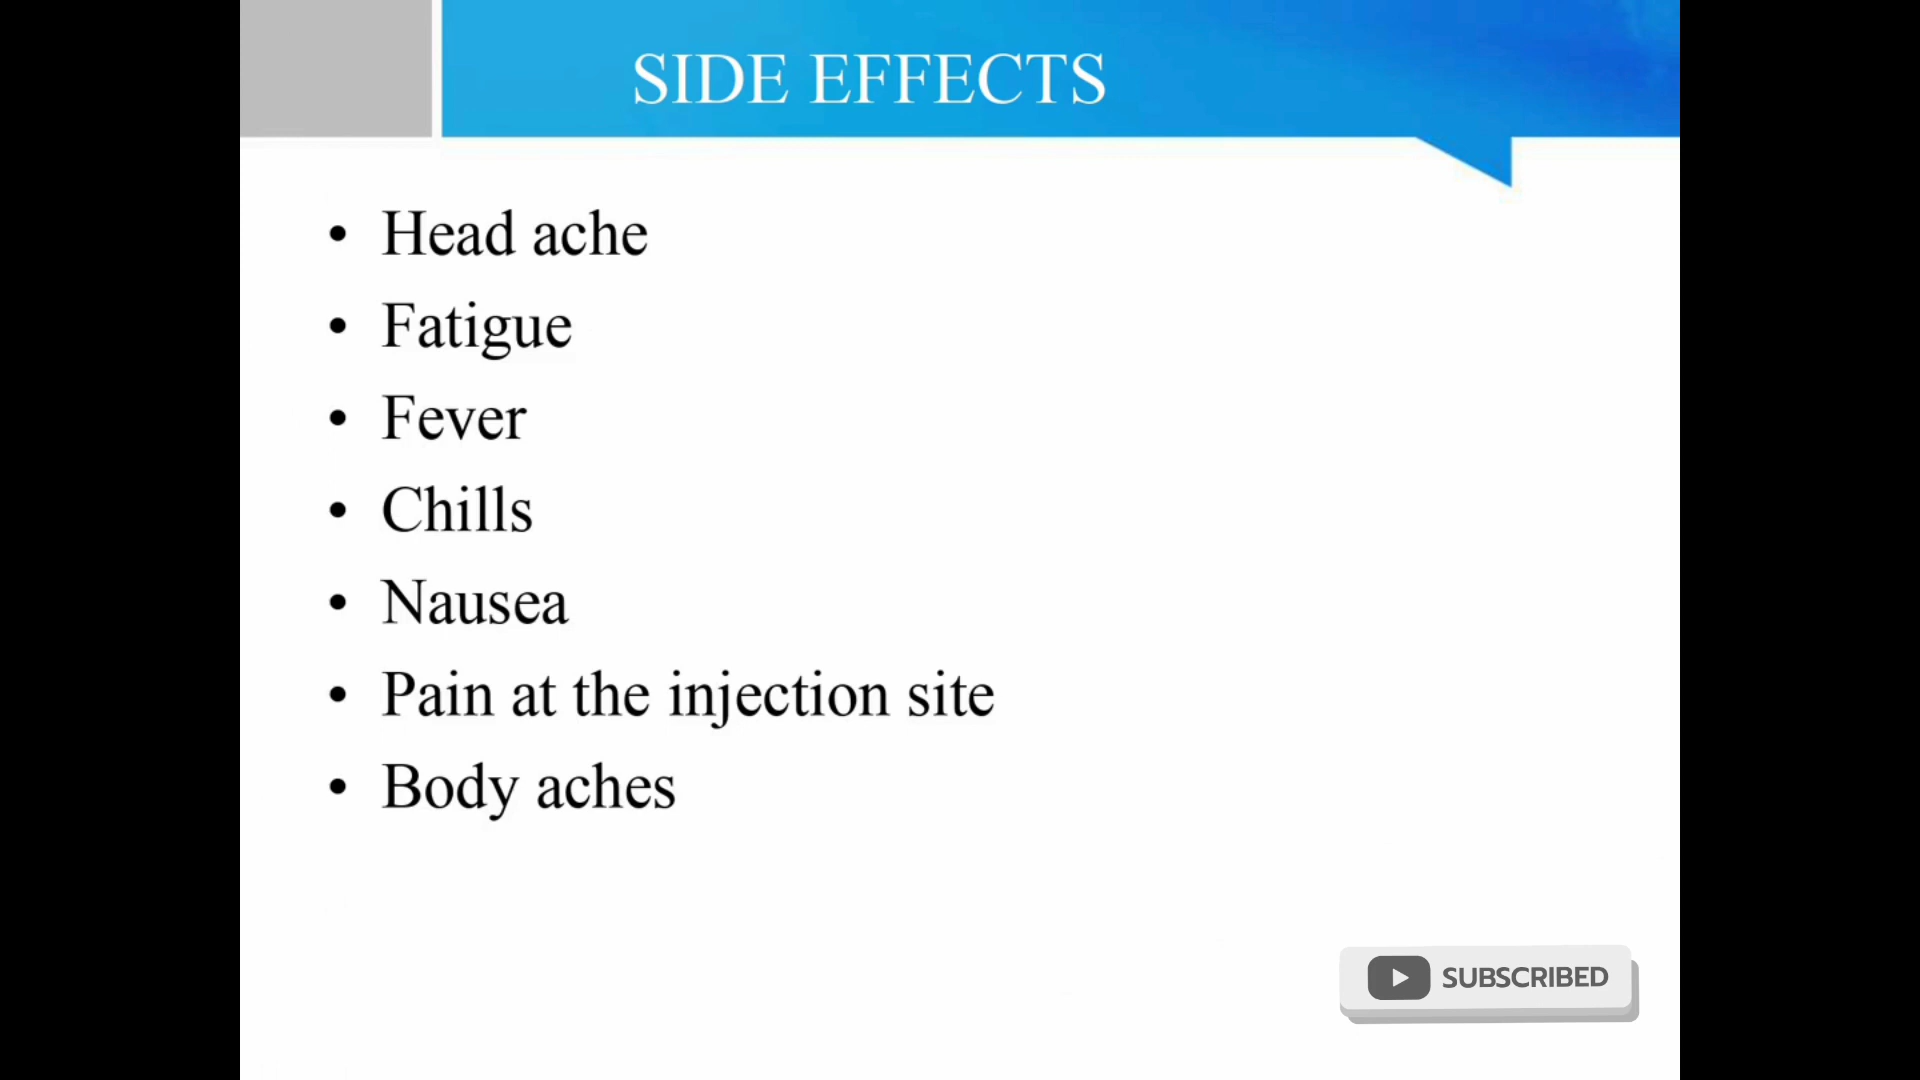 SIDE EFFECTS
• Head ache
• Fatigue
• Fever
• Chills
• Nausea
• Pain at the injection site
• Body aches
SUBSCRIBED